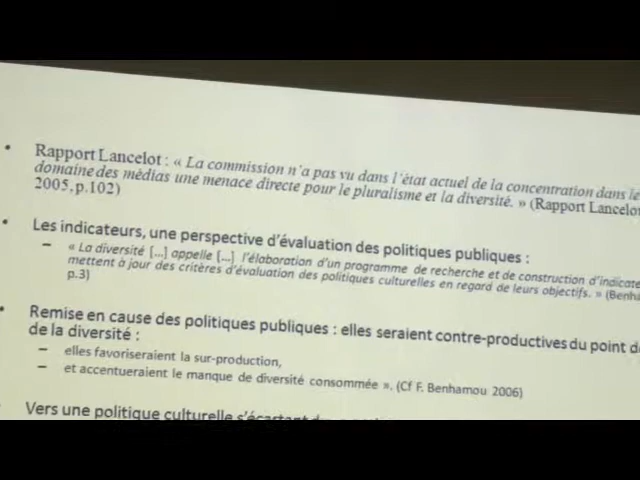 • Rapport Lancelot : « La commission n'a pas vu dans l'état actuel de la concentration dans le
domaine des médias une menace directe pour le pluralisme et la diversité. » (Rapport Lancelot
2005, p.102)
• Les indicateurs, une perspective d'évaluation des politiques publiques :
– « La diversité [...] appelle [...] l'élaboration d'un programme de recherche et de construction d'indicate
mettent à jour des critères d'évaluation des politiques culturelles en regard de leurs objectifs. » (Benha
p.3)
• Remise en cause des politiques publiques : elles seraient contre-productives du point d
de la diversité :
– elles favoriseraient la sur-production,
– et accentueraient le manque de diversité consommée ». (Cf F. Benhamou 2006)
Vers une politique culturelle s'écartant